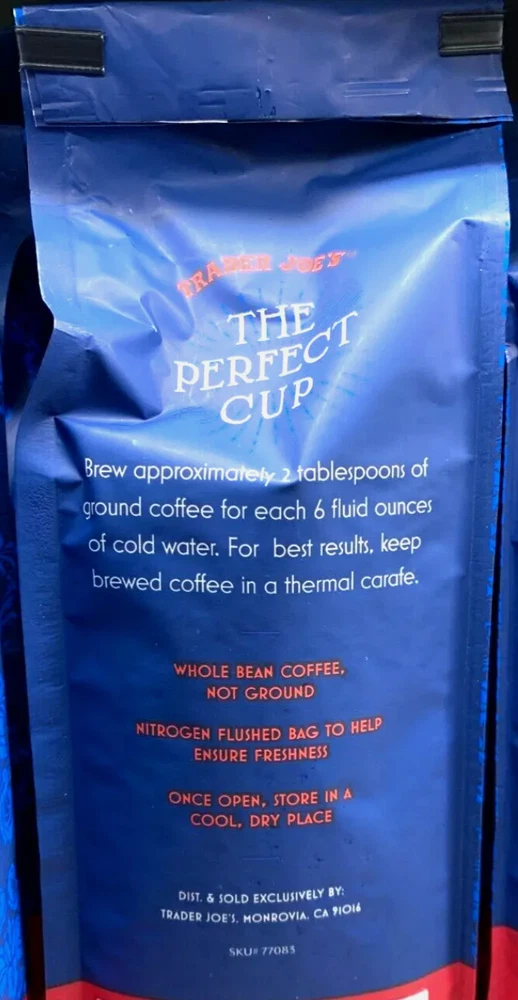 TRADER JOE'S
THE
PERFECT
CUP
Brew approximately 2 tablespoons of
ground coffee for each 6 fluid ounces
of cold water. For best results, keep
brewed coffee in a thermal carafe.
WHOLE BEAN COFFEE,
NOT GROUND
NITROGEN FLUSHED BAG TO HELP
ENSURE FRESHNESS
ONCE OPEN, STORE IN A
COOL, DRY PLACE
DIST. & SOLD EXCLUSIVELY BY:
TRADER JOE'S, MONROVIA, CA 91016
SKU# 77083